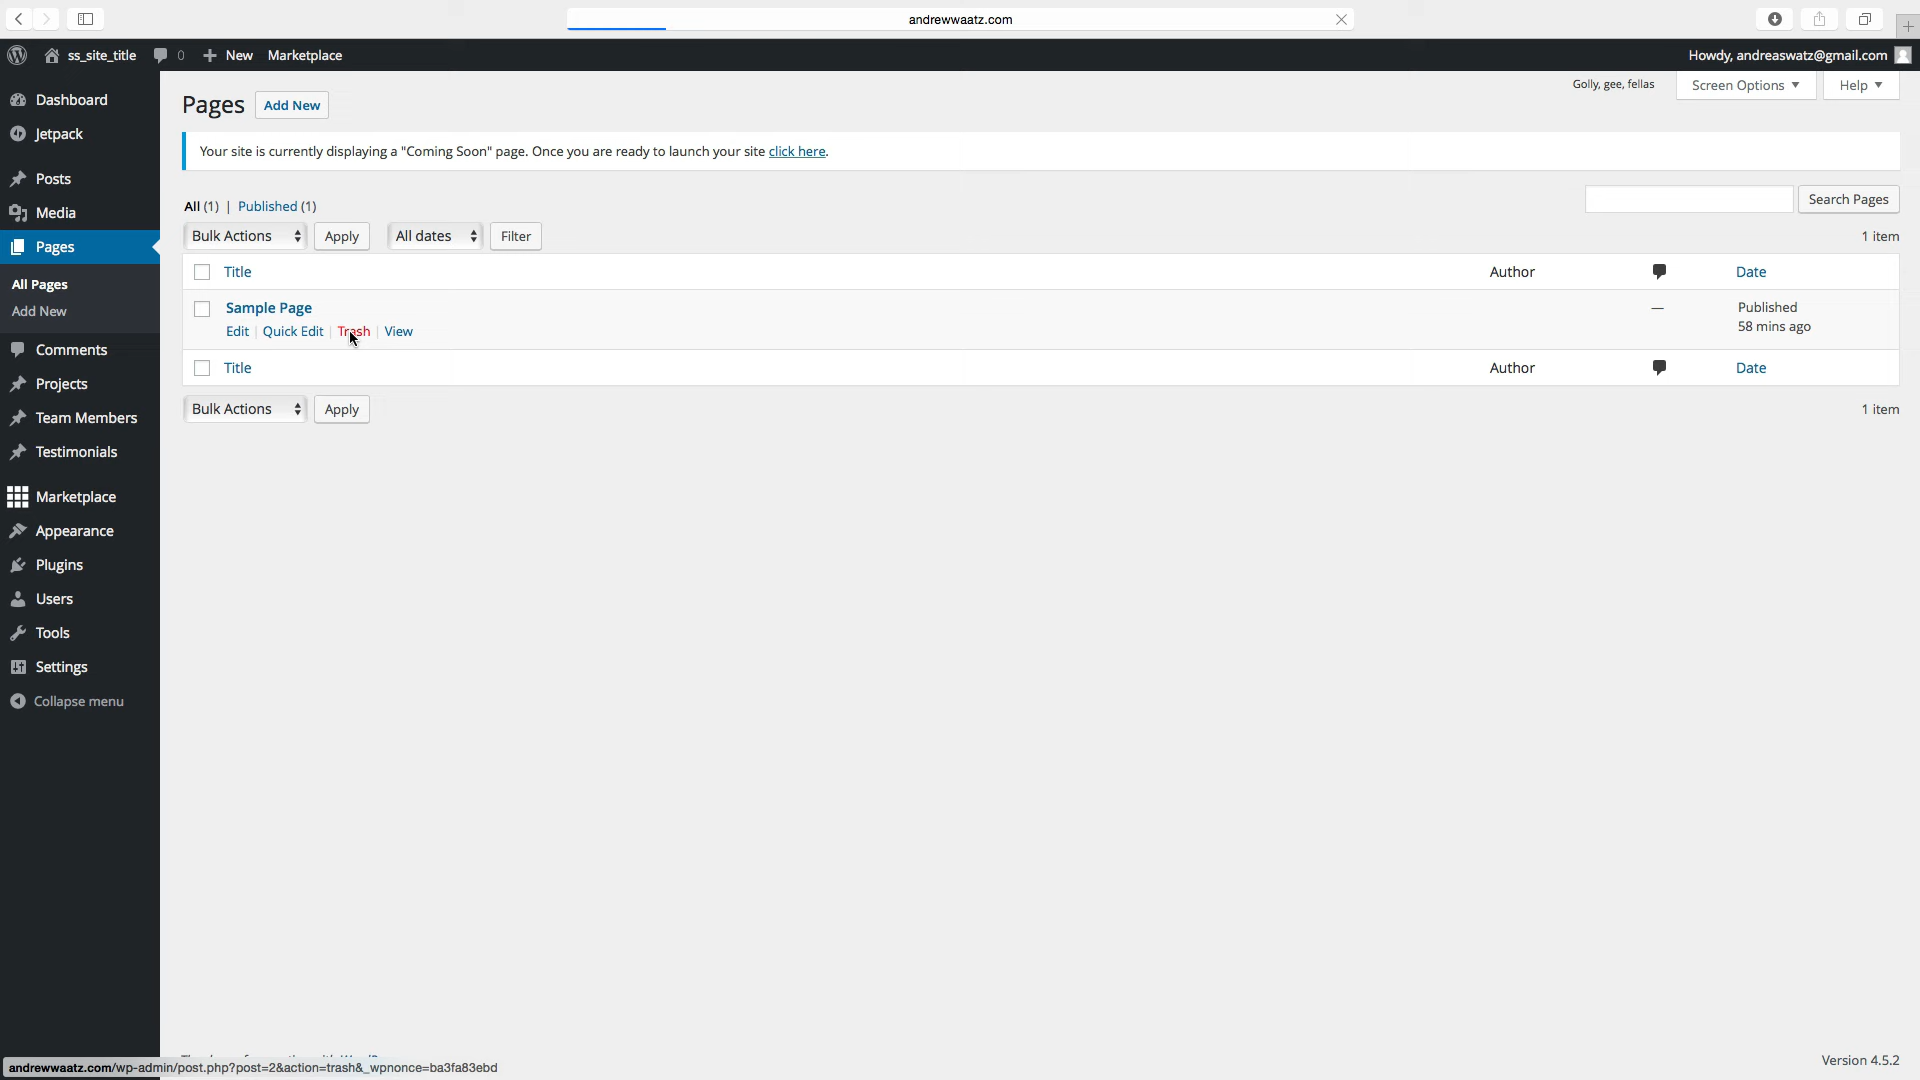 andrewwaatz.com
ss_site_title 0 New Marketplace Howdy, andreaswatz@gmail.com
Golly, gee, fellas Screen Options Help
Pages Add New
Your site is currently displaying a "Coming Soon" page. Once you are ready to launch your site click here.
All (1) | Published (1)
Search Pages
Bulk Actions Apply All dates Filter 1 item
Title Author Date
Sample Page — Published
Edit | Quick Edit | Trash | View 58 mins ago
Title Author Date
Bulk Actions Apply 1 item
Dashboard
Jetpack
Posts
Media
Pages
All Pages
Add New
Comments
Projects
Team Members
Testimonials
Marketplace
Appearance
Plugins
Users
Tools
Settings
Collapse menu
Version 4.5.2
andrewwaatz.com/wp-admin/post.php?post=2&action=trash&_wpnonce=ba3fa83ebd